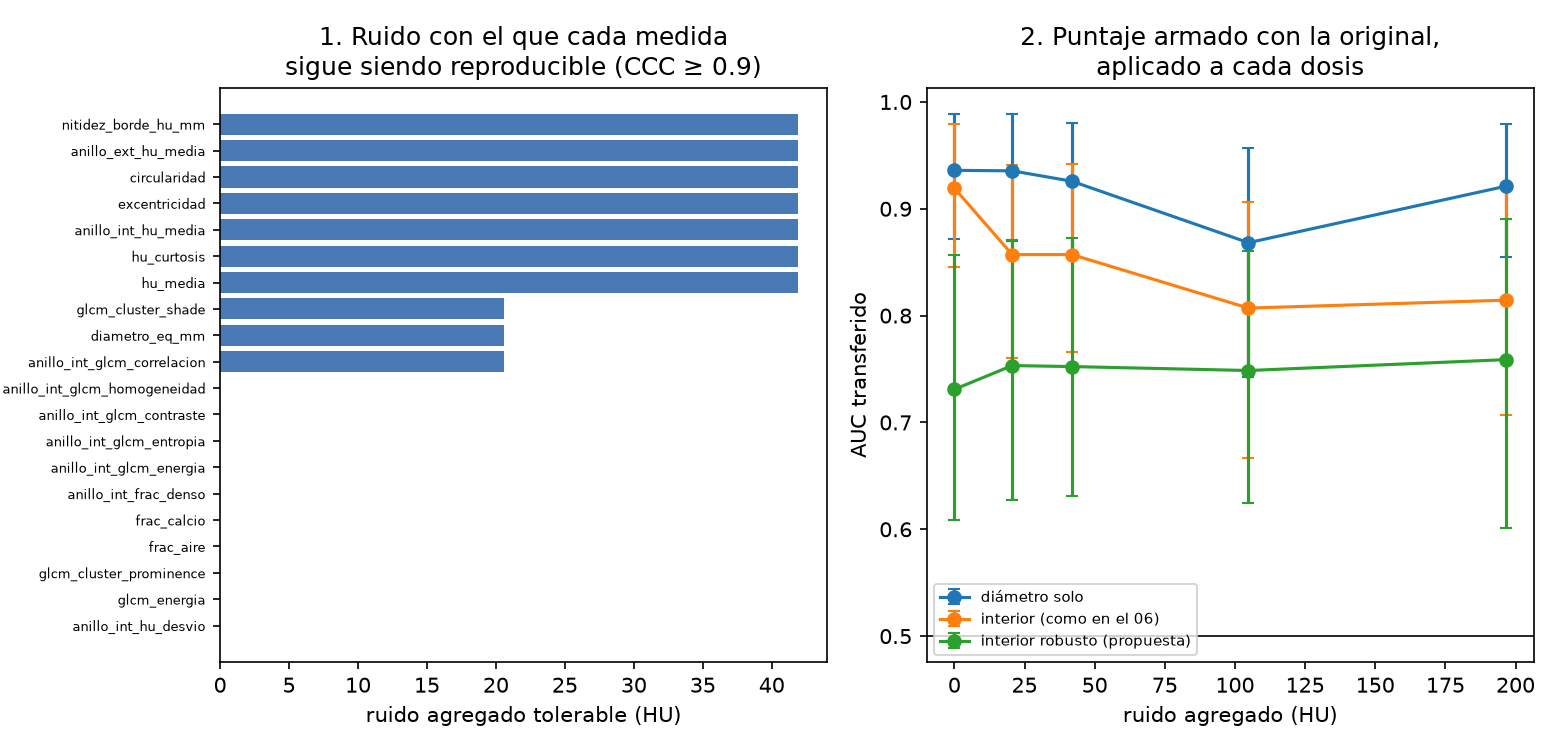 1. Ruido con el que cada medida
sigue siendo reproducible (CCC ≥ 0.9)
nitidez_borde_hu_mm
anillo_ext_hu_media
circularidad
excentricidad
anillo_int_hu_media
hu_curtosis
hu_media
glcm_cluster_shade
diametro_eq_mm
anillo_int_glcm_correlacion
anillo_int_glcm_homogeneidad
anillo_int_glcm_contraste
anillo_int_glcm_entropia
anillo_int_glcm_energia
anillo_int_frac_denso
frac_calcio
frac_aire
glcm_cluster_prominence
glcm_energia
anillo_int_hu_desvio
0 5 10 15 20 25 30 35 40
ruido agregado tolerable (HU)
2. Puntaje armado con la original,
aplicado a cada dosis
AUC transferido
1.0
0.9
0.8
0.7
0.6
0.5
diámetro solo
interior (como en el 06)
interior robusto (propuesta)
0 25 50 75 100 125 150 175 200
ruido agregado (HU)